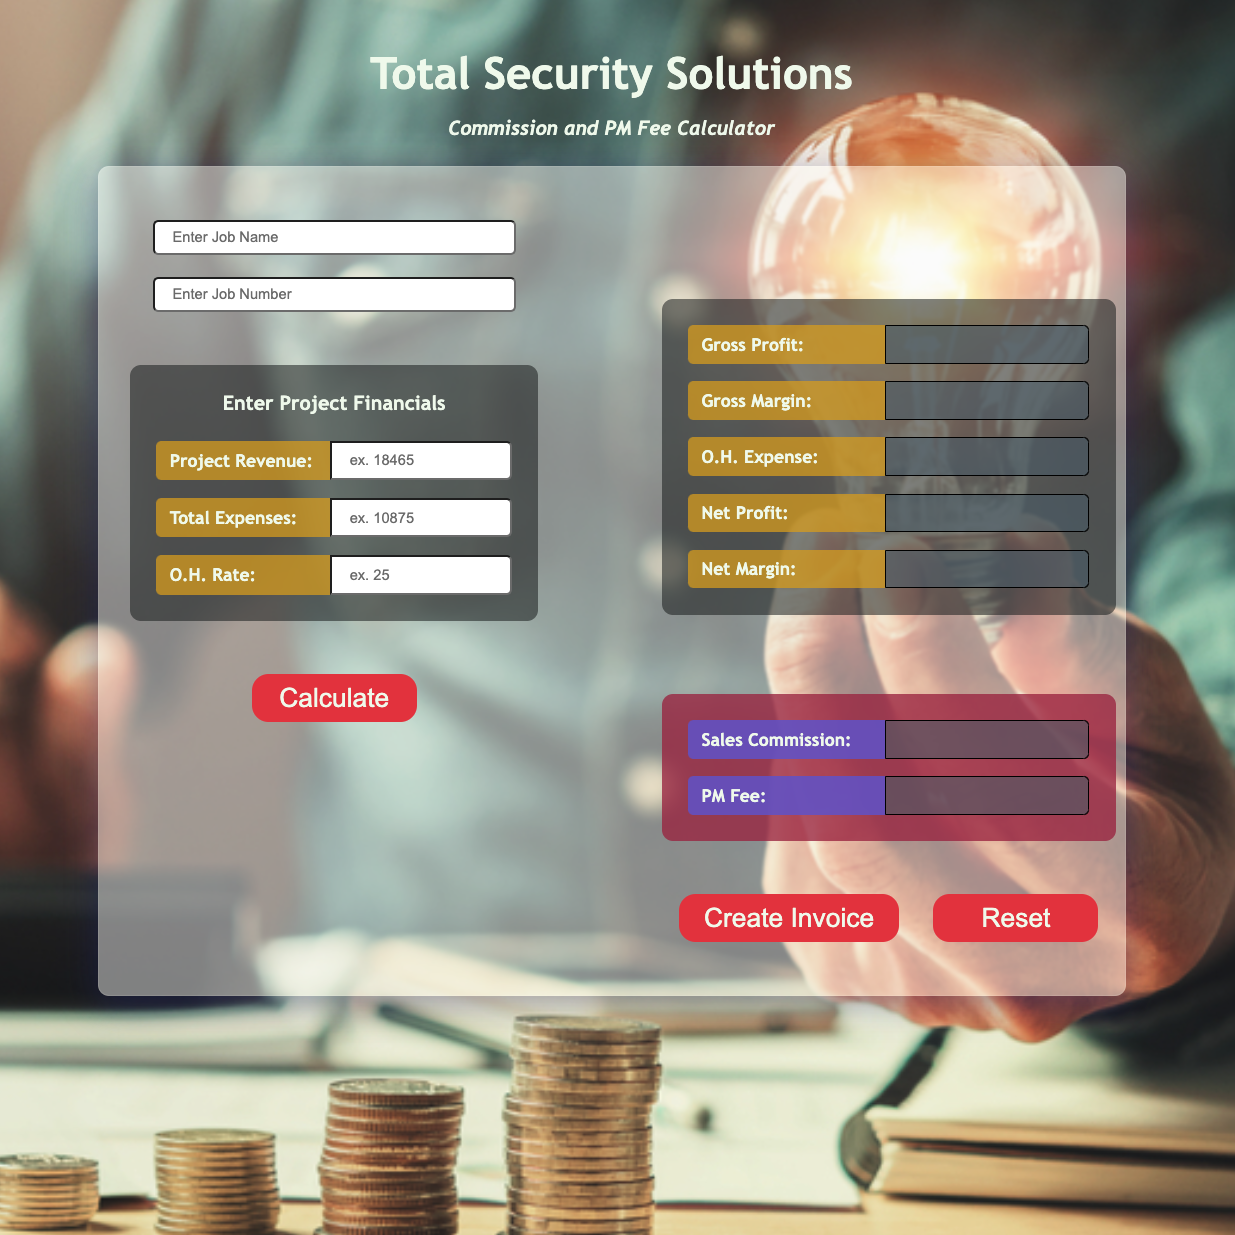 Total Security Solutions
Commission and PM Fee Calculator
Enter Job Name
Enter Job Number
Enter Project Financials
Project Revenue: ex. 18465
Total Expenses: ex. 10875
O.H. Rate: ex. 25
Calculate
Gross Profit:
Gross Margin:
O.H. Expense:
Net Profit:
Net Margin:
Sales Commission:
PM Fee:
Create Invoice Reset